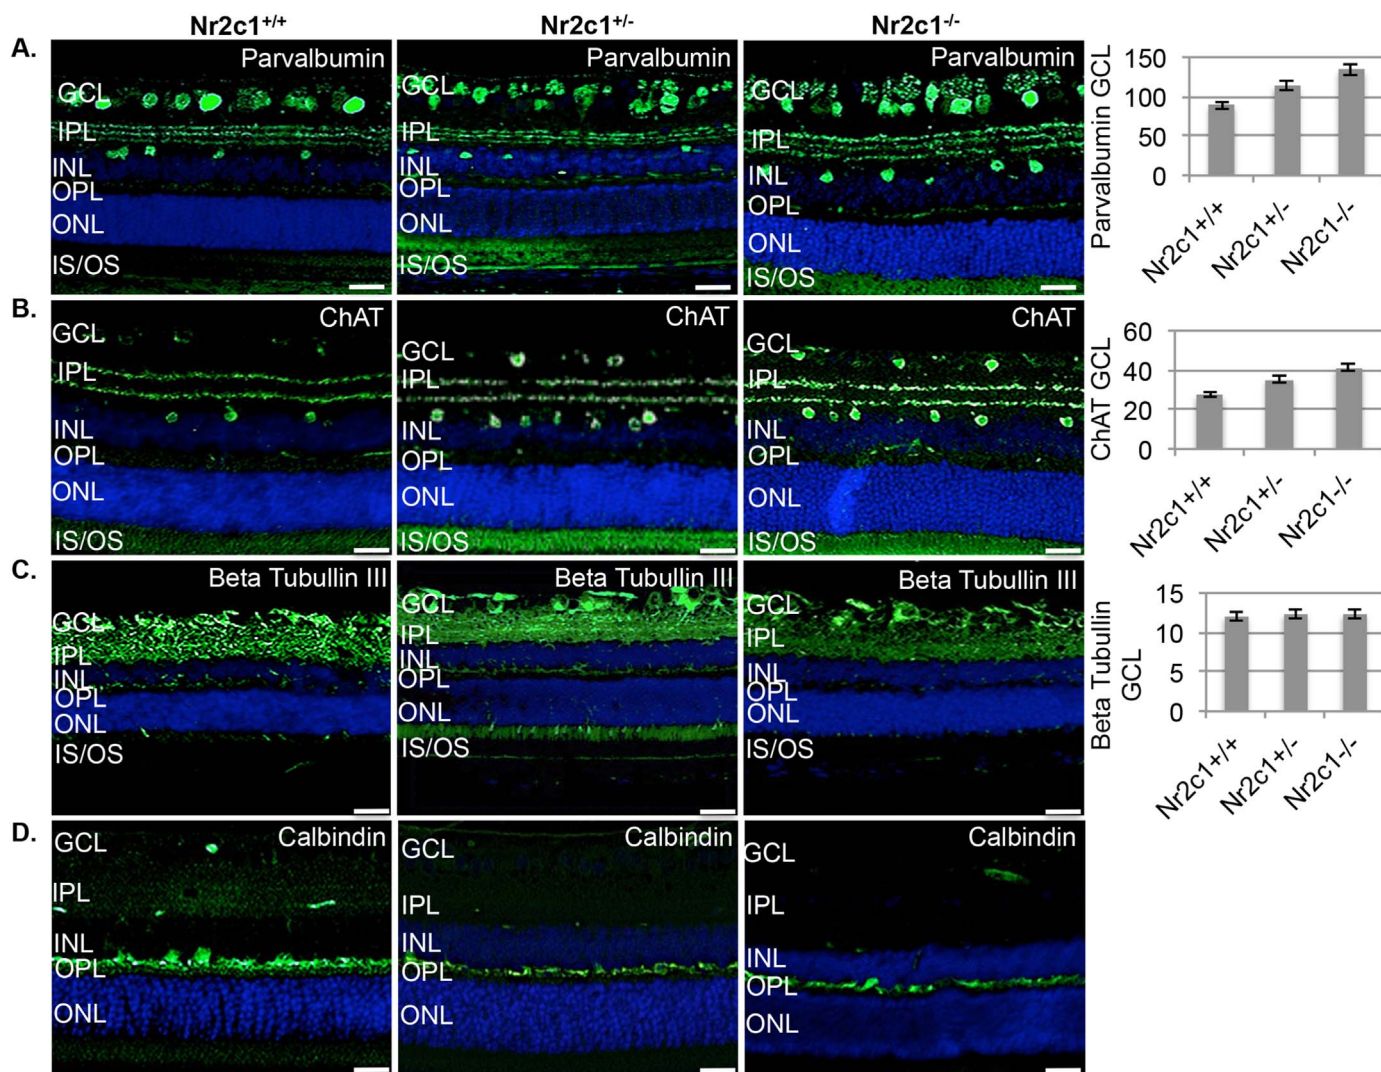 Nr2c1+/+ Nr2c1+/- Nr2c1-/-
A.
Parvalbumin
GCL
IPL
INL
OPL
ONL
IS/OS
Parvalbumin
GCL
IPL
INL
OPL
ONL
IS/OS
Parvalbumin
GCL
IPL
INL
OPL
ONL
IS/OS
Parvalbumin GCL
150
100
50
0
Nr2c1+/+
Nr2c1+/-
Nr2c1-/-
B.
ChAT
GCL
IPL
INL
OPL
ONL
IS/OS
ChAT
GCL
IPL
INL
OPL
ONL
IS/OS
ChAT
GCL
IPL
INL
OPL
ONL
IS/OS
ChAT GCL
60
40
20
0
Nr2c1+/+
Nr2c1+/-
Nr2c1-/-
C.
Beta Tubullin III
GCL
IPL
INL
OPL
ONL
IS/OS
Beta Tubullin III
GCL
IPL
INL
OPL
ONL
IS/OS
Beta Tubullin III
GCL
IPL
INL
OPL
ONL
IS/OS
Beta Tubullin
GCL
15
10
5
0
Nr2c1+/+
Nr2c1+/-
Nr2c1-/-
D.
Calbindin
GCL
IPL
INL
OPL
ONL
Calbindin
GCL
IPL
INL
OPL
ONL
Calbindin
GCL
IPL
INL
OPL
ONL